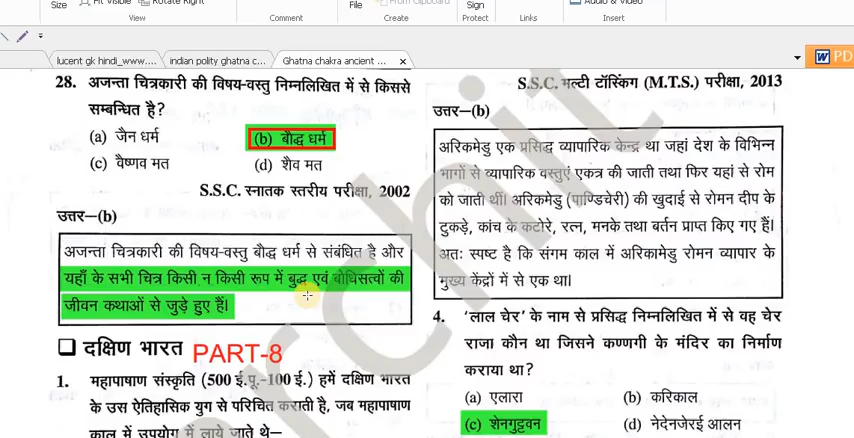 Size
Fit Visible
Rotate Right
View
Comment
File
From Clipboard
Create
Sign
Protect
Links
Audio & Video
Insert
lucent gk hindi_www....
indian polity ghatna c...
Ghatna chakra ancient ...
×
W PD
28. अजन्ता चित्रकारी की विषय-वस्तु निम्नलिखित में से किससे
सम्बन्धित है?
(a) जैन धर्म (b) बौद्ध धर्म
(c) वैष्णव मत (d) शैव मत
S.S.C. स्नातक स्तरीय परीक्षा, 2002
उत्तर—(b)
अजन्ता चित्रकारी की विषय-वस्तु बौद्ध धर्म से संबंधित है और
यहाँ के सभी चित्र किसी न किसी रूप में बुद्ध एवं बोधिसत्वों की
जीवन कथाओं से जुड़े हुए हैं।
दक्षिण भारत PART-8
1. महापाषाण संस्कृति (500 ई.पू.-100 ई.) हमें दक्षिण भारत
के उस ऐतिहासिक युग से परिचित कराती है, जब महापाषाण
काल में उपयोग में लाये जाते थे—
S.S.C. मल्टी टॉस्किंग (M.T.S.) परीक्षा, 2013
उत्तर—(b)
अरिकमेडु एक प्रसिद्ध व्यापारिक केन्द्र था जहां देश के विभिन्न
भागों से व्यापारिक वस्तुएं एकत्र की जाती तथा फिर यहां से रोम
को जाती थीं। अरिकमेडु (पाण्डिचेरी) की खुदाई से रोमन दीप के
टुकड़े, कांच के कटोरे, रत्न, मनके तथा बर्तन प्राप्त किए गए हैं।
अतः स्पष्ट है कि संगम काल में अरिकामेडु रोमन व्यापार के
मुख्य केंद्रों में से एक था।
4. 'लाल चेर' के नाम से प्रसिद्ध निम्नलिखित में से वह चेर
राजा कौन था जिसने कण्णगी के मंदिर का निर्माण
कराया था?
(a) एलारा (b) करिकाल
(c) शेनगुट्टवन (d) नेदेनजेरई आलन